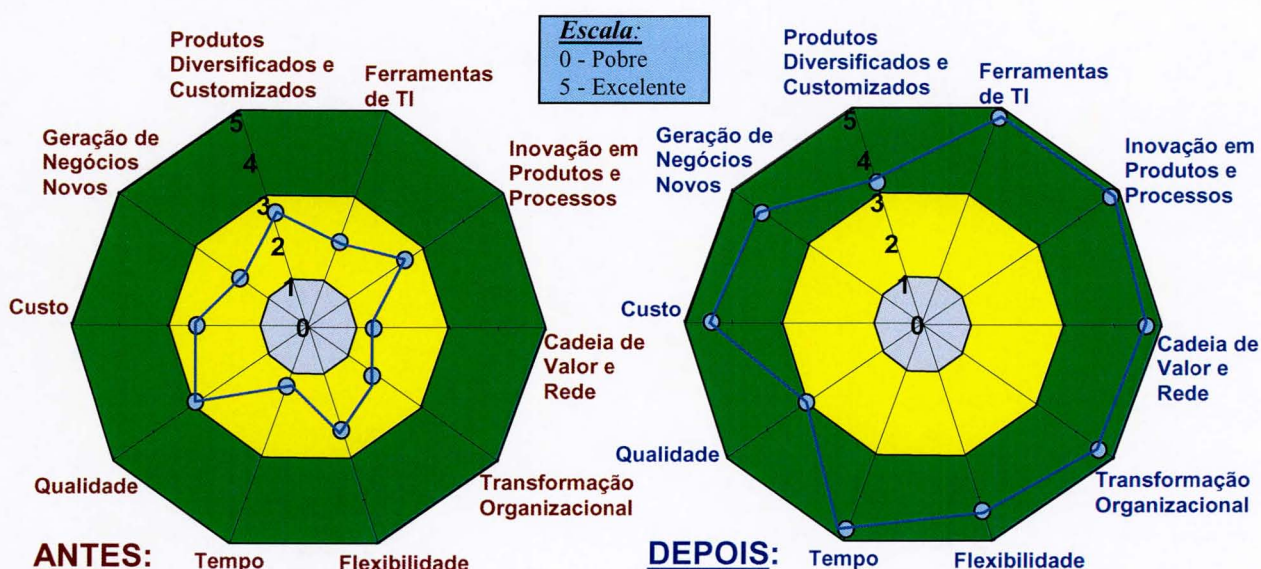 Produtos
Diversificados e
Customizados
Ferramentas
de TI
Geração de
Negócios
Novos
Inovação em
Produtos e
Processos
Custo
Cadeia de
Valor e
Rede
Qualidade
Transformação
Organizacional
Tempo
Flexibilidade
5
4
3
2
1
0
ANTES:
Escala:
0 - Pobre
5 - Excelente
Produtos
Diversificados e
Customizados
Ferramentas
de TI
Geração de
Negócios
Novos
Inovação em
Produtos e
Processos
Custo
Cadeia de
Valor e
Rede
Qualidade
Transformação
Organizacional
Tempo
Flexibilidade
5
4
3
2
1
0
DEPOIS: